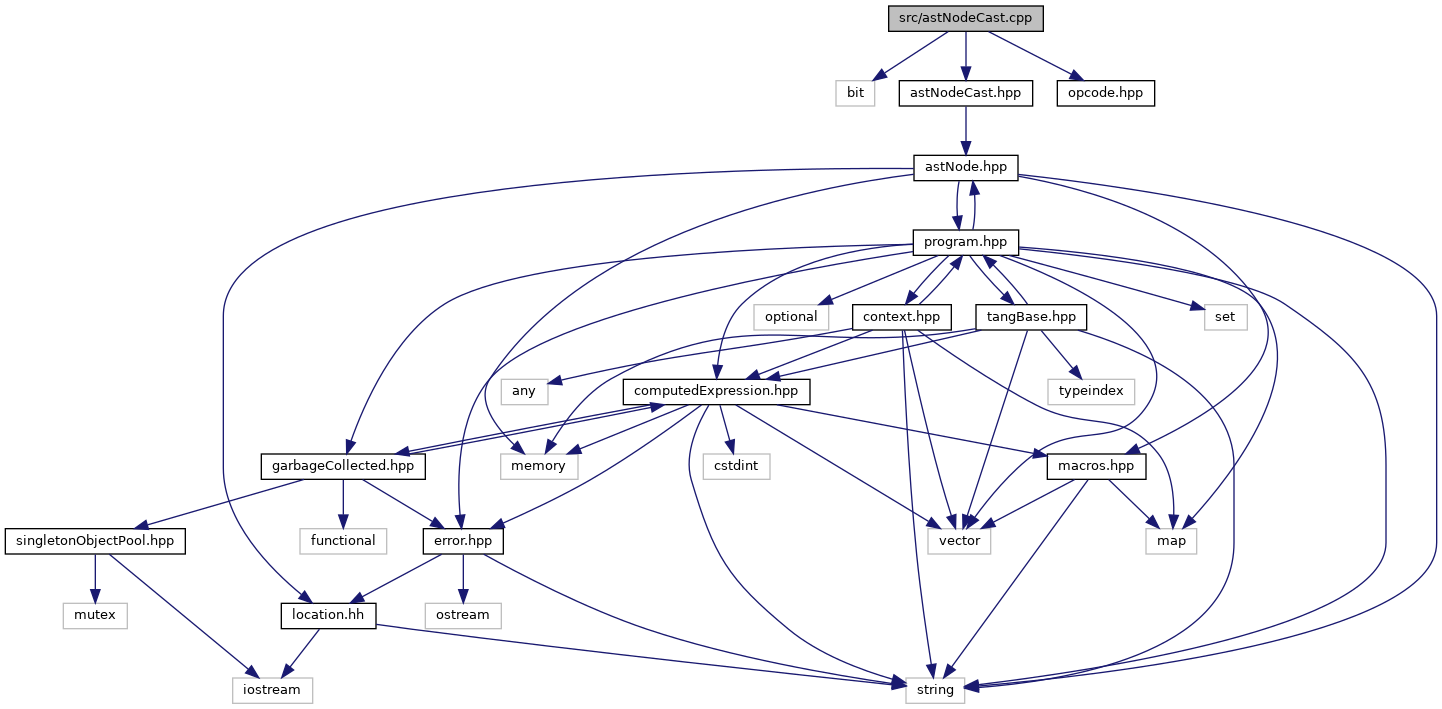 src/astNodeCast.cpp
bit
astNodeCast.hpp
opcode.hpp
astNode.hpp
program.hpp
optional
context.hpp
tangBase.hpp
set
any
computedExpression.hpp
typeindex
garbageCollected.hpp
memory
cstdint
macros.hpp
singletonObjectPool.hpp
functional
error.hpp
vector
map
mutex
location.hh
ostream
iostream
string